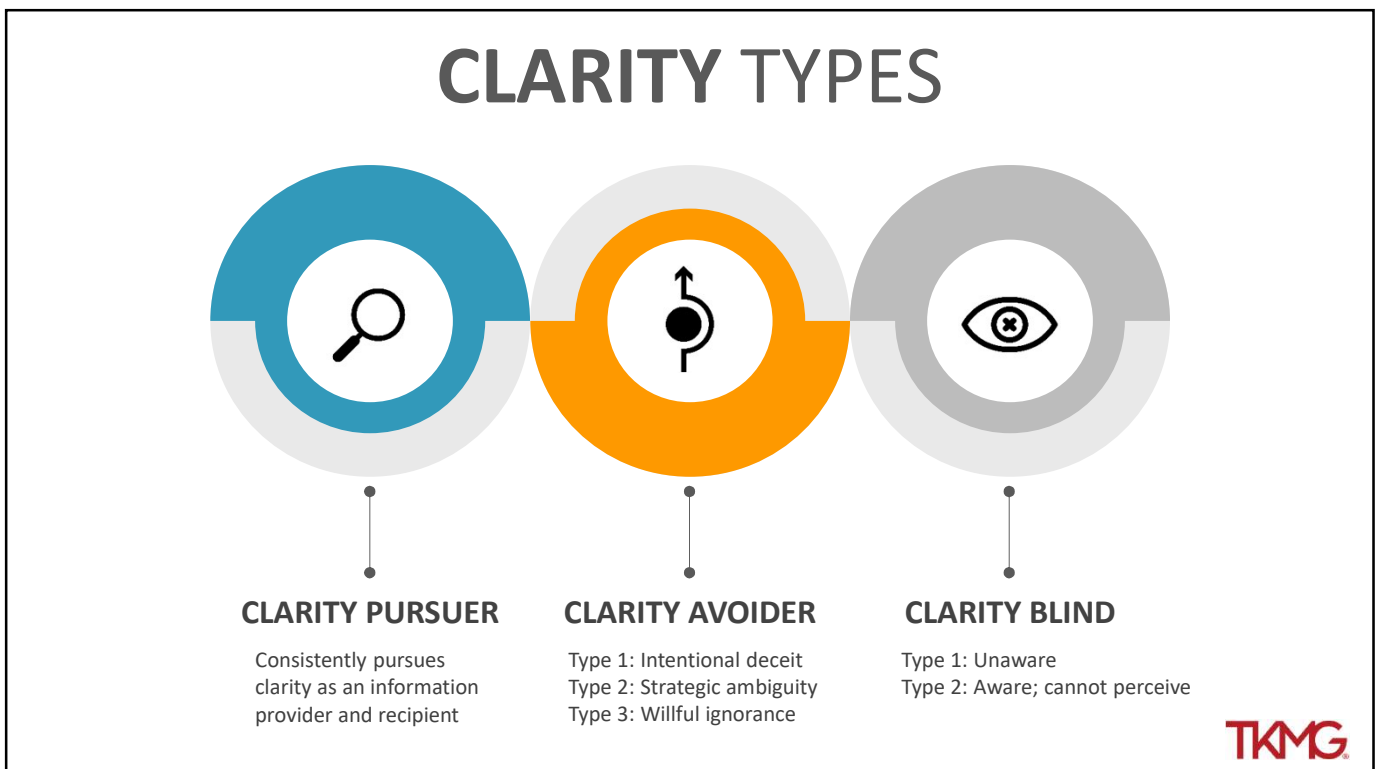 CLARITY TYPES
CLARITY PURSUER
Consistently pursues
clarity as an information
provider and recipient
CLARITY AVOIDER
Type 1: Intentional deceit
Type 2: Strategic ambiguity
Type 3: Willful ignorance
CLARITY BLIND
Type 1: Unaware
Type 2: Aware; cannot perceive
TKMG®